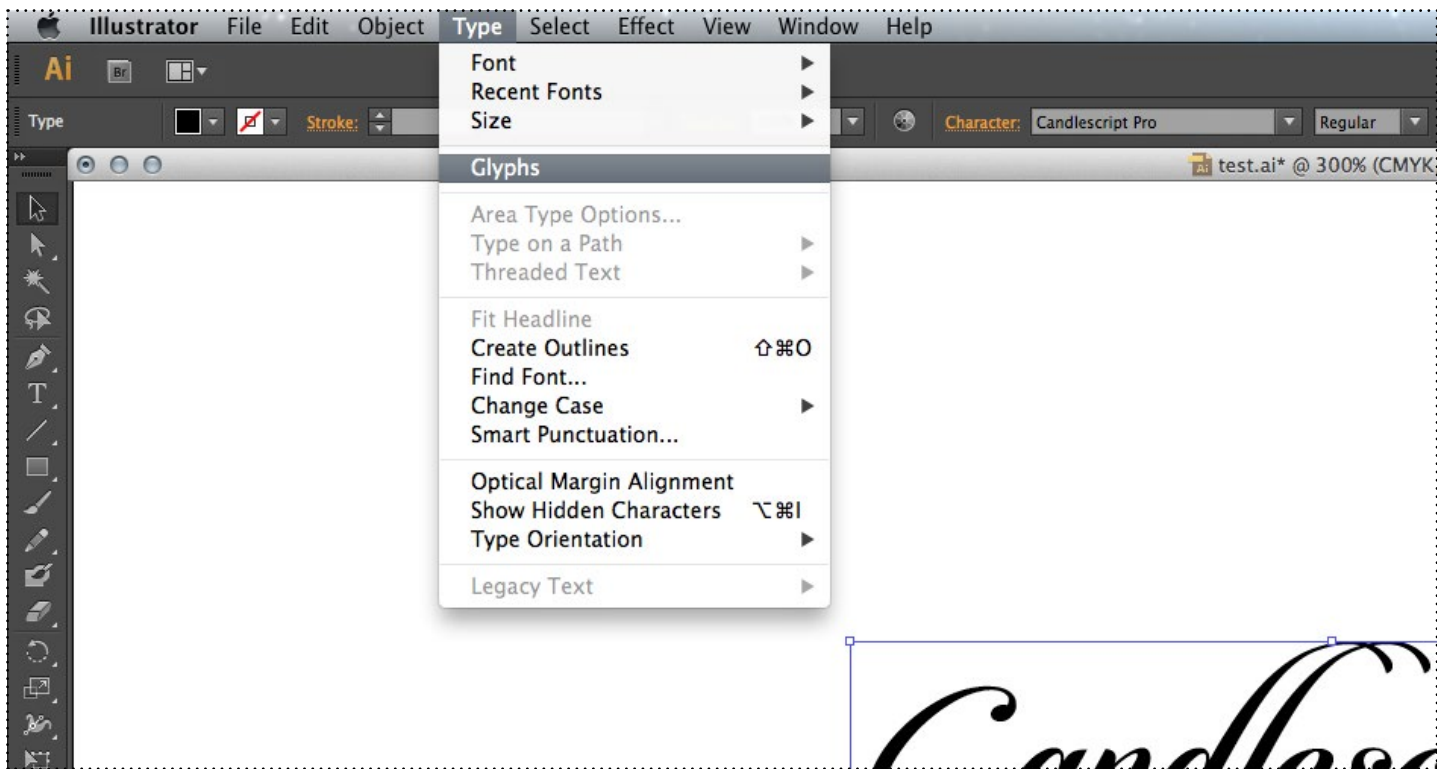 Illustrator File Edit Object Type Select Effect View Window Help
Ai Br
Type Stroke: Character: Candlescript Pro Regular
test.ai* @ 300% (CMYK
Font
Recent Fonts
Size
Glyphs
Area Type Options...
Type on a Path
Threaded Text
Fit Headline
Create Outlines ⇧⌘O
Find Font...
Change Case
Smart Punctuation...
Optical Margin Alignment
Show Hidden Characters ⌥⌘I
Type Orientation
Legacy Text
Candlesc